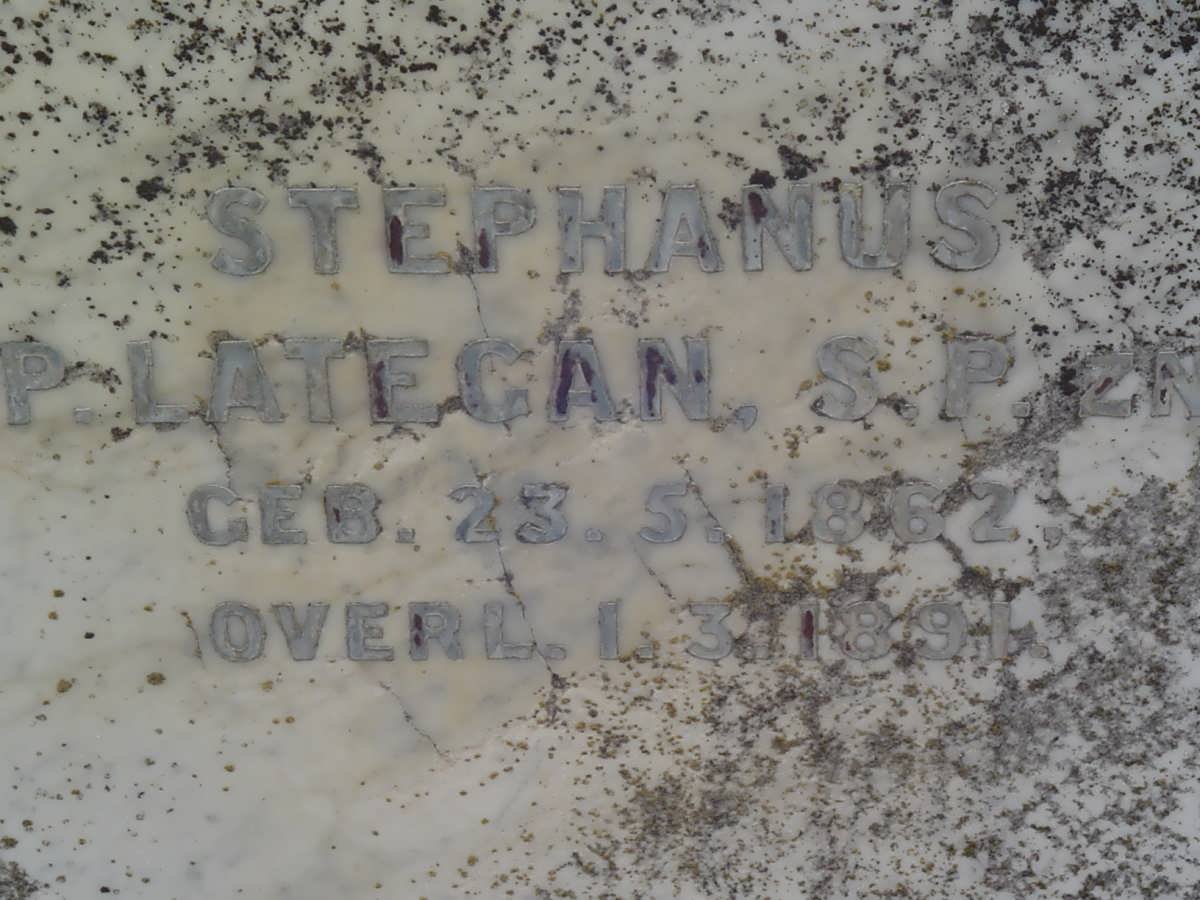 STEPHANUS
P. LATEGAN, S.P. ZN
GEB. 23. 5. 1862,
OVERL. 1. 3. 1891.